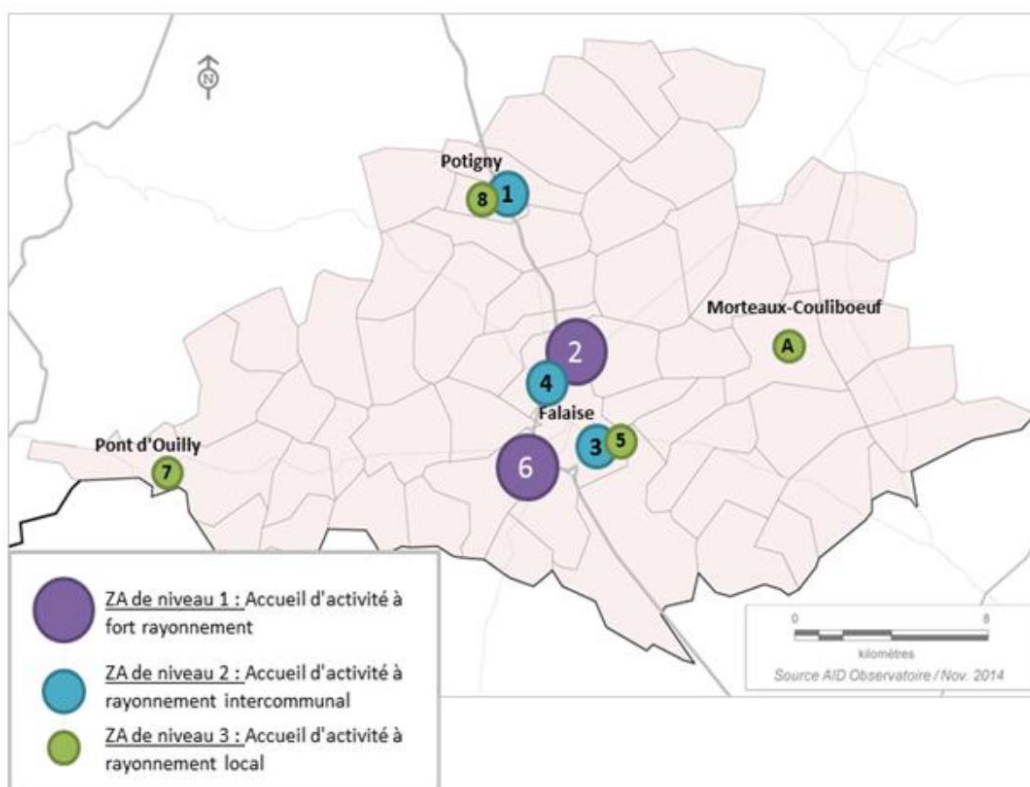 N
Potigny
8
1
Morteaux-Couliboeuf
A
2
4
Falaise
3
5
6
Pont d'Ouilly
7
ZA de niveau 1 : Accueil d'activité à
fort rayonnement
ZA de niveau 2 : Accueil d'activité à
rayonnement intercommunal
ZA de niveau 3 : Accueil d'activité à
rayonnement local
0 8
kilomètres
Source AID Observatoire / Nov. 2014